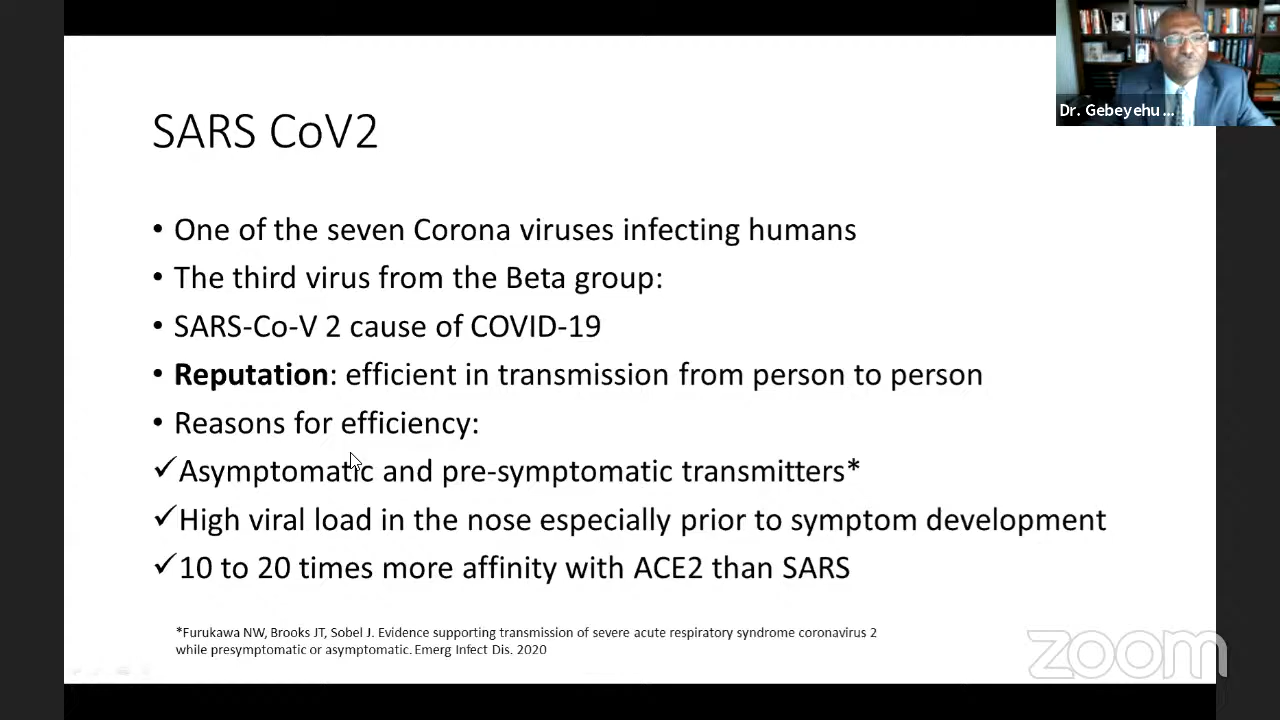 Dr. Gebeyehu ...
SARS CoV2
• One of the seven Corona viruses infecting humans
• The third virus from the Beta group:
• SARS-Co-V 2 cause of COVID-19
• Reputation: efficient in transmission from person to person
• Reasons for efficiency:
✓Asymptomatic and pre-symptomatic transmitters*
✓High viral load in the nose especially prior to symptom development
✓10 to 20 times more affinity with ACE2 than SARS
*Furukawa NW, Brooks JT, Sobel J. Evidence supporting transmission of severe acute respiratory syndrome coronavirus 2
while presymptomatic or asymptomatic. Emerg Infect Dis. 2020
zoom